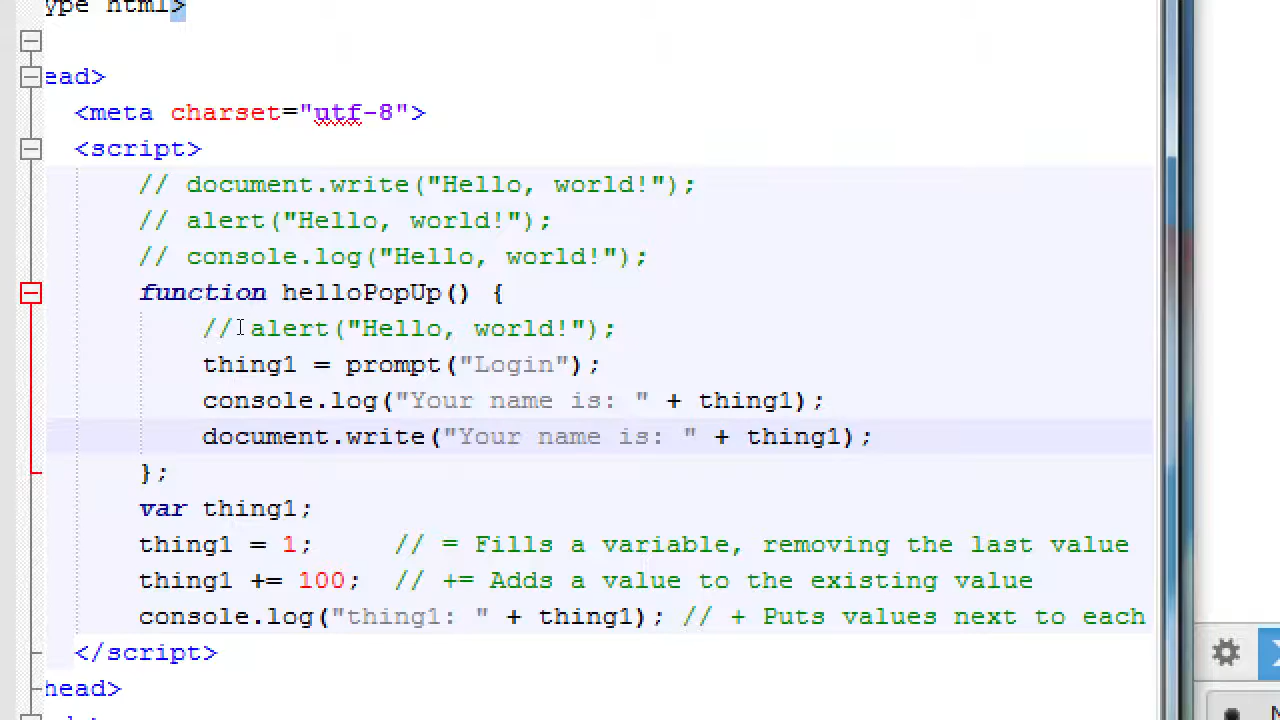 ype html>
ead>
<meta charset="utf-8">
<script>
// document.write("Hello, world!");
// alert("Hello, world!");
// console.log("Hello, world!");
function helloPopUp() {
// alert("Hello, world!");
thing1 = prompt("Login");
console.log("Your name is: " + thing1);
document.write("Your name is: " + thing1);
};
var thing1;
thing1 = 1; // = Fills a variable, removing the last value
thing1 += 100; // += Adds a value to the existing value
console.log("thing1: " + thing1); // + Puts values next to each
</script>
head>